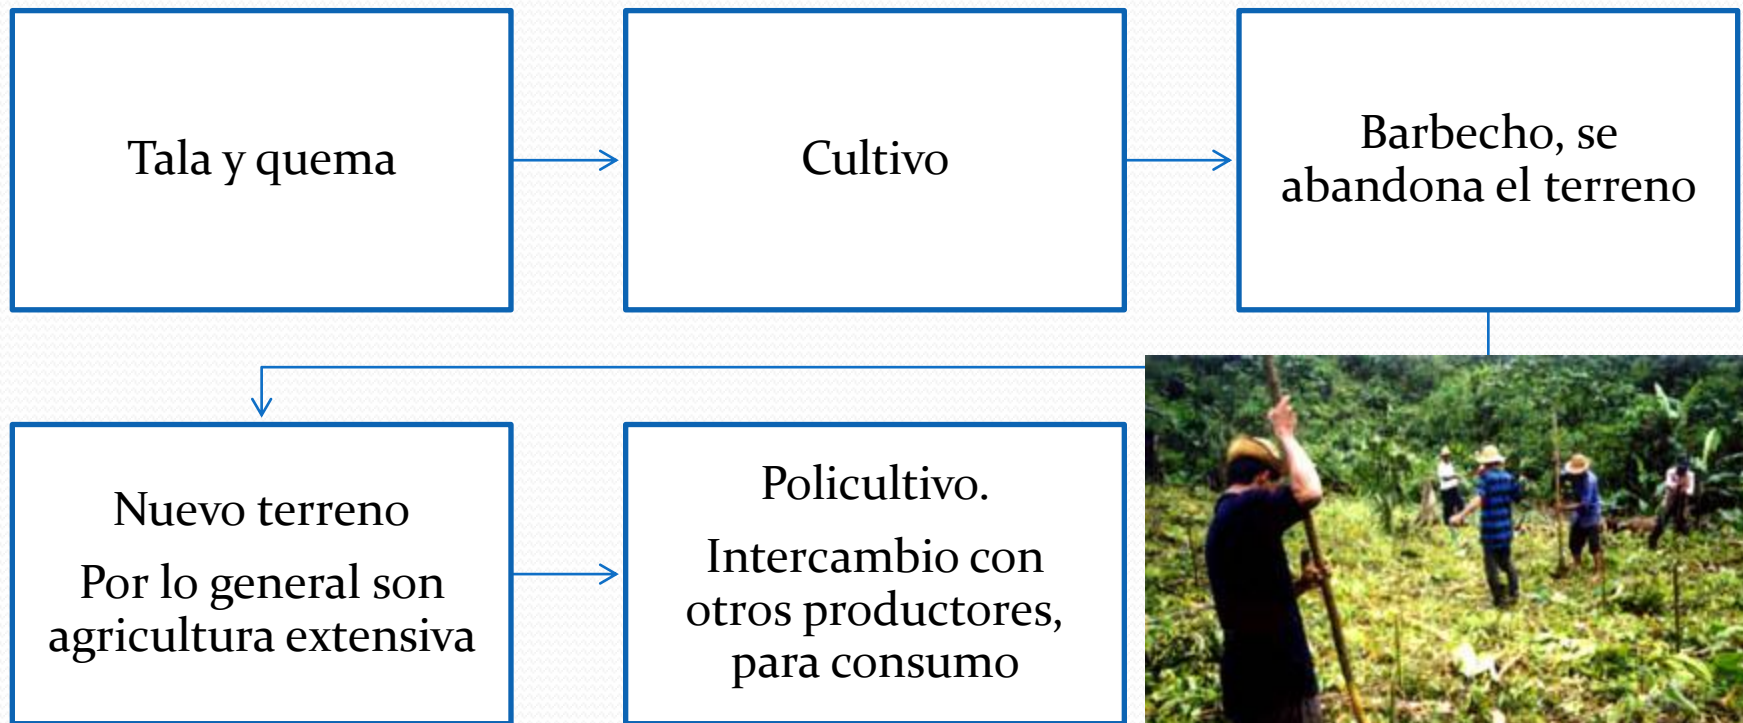 Tala y quema
Cultivo
Barbecho, se
abandona el terreno
Nuevo terreno
Por lo general son
agricultura extensiva
Policultivo.
Intercambio con
otros productores,
para consumo